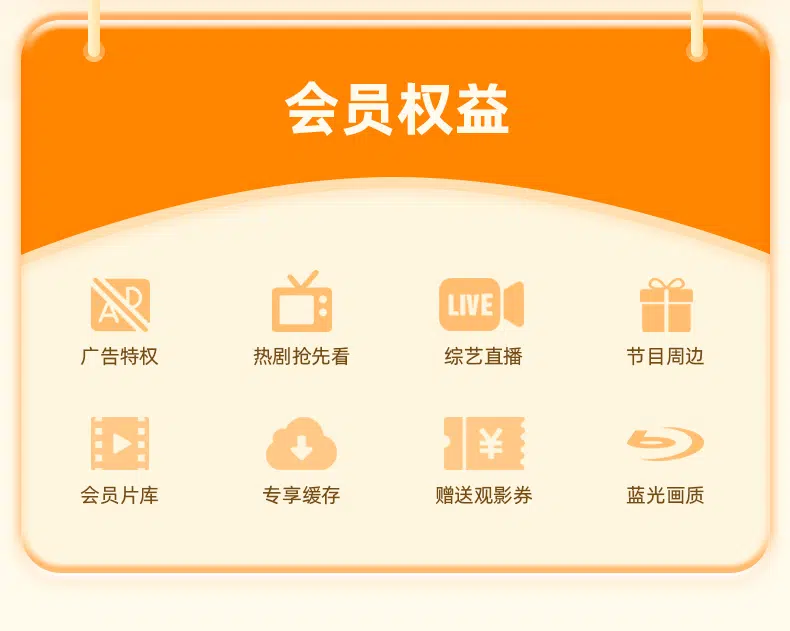 会员权益
AD
LIVE
广告特权
热剧抢先看
综艺直播
节目周边
¥
会员片库
专享缓存
赠送观影券
蓝光画质